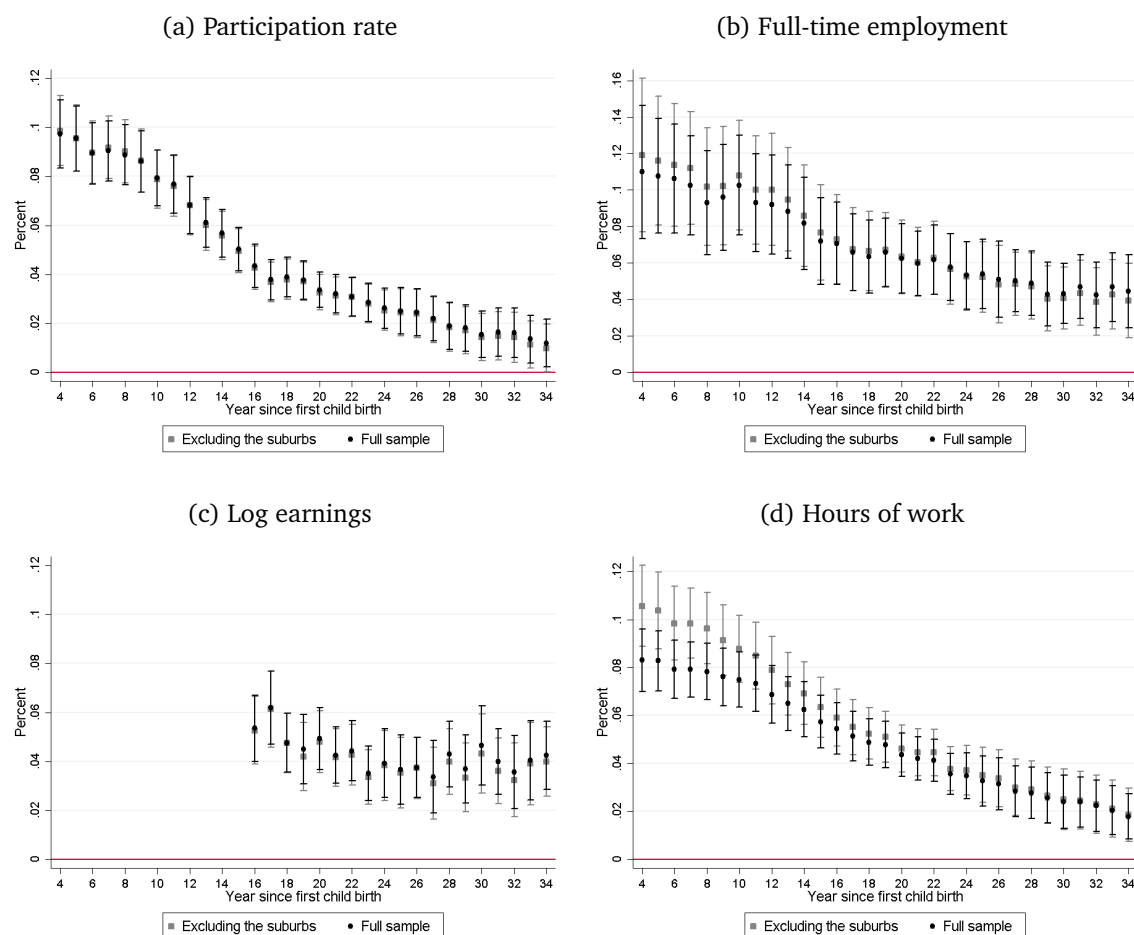 (a) Participation rate
(b) Full-time employment
Percent
0 .02 .04 .06 .08 .1 .12
4 6 8 10 12 14 16 18 20 22 24 26 28 30 32 34
Year since first child birth
Excluding the suburbs Full sample
Percent
0 .02 .04 .06 .08 .1 .12 .14 .16
4 6 8 10 12 14 16 18 20 22 24 26 28 30 32 34
Year since first child birth
Excluding the suburbs Full sample
(c) Log earnings
(d) Hours of work
Percent
0 .02 .04 .06 .08 .1 .12
4 6 8 10 12 14 16 18 20 22 24 26 28 30 32 34
Year since first child birth
Excluding the suburbs Full sample
Percent
0 .02 .04 .06 .08 .1 .12
4 6 8 10 12 14 16 18 20 22 24 26 28 30 32 34
Year since first child birth
Excluding the suburbs Full sample